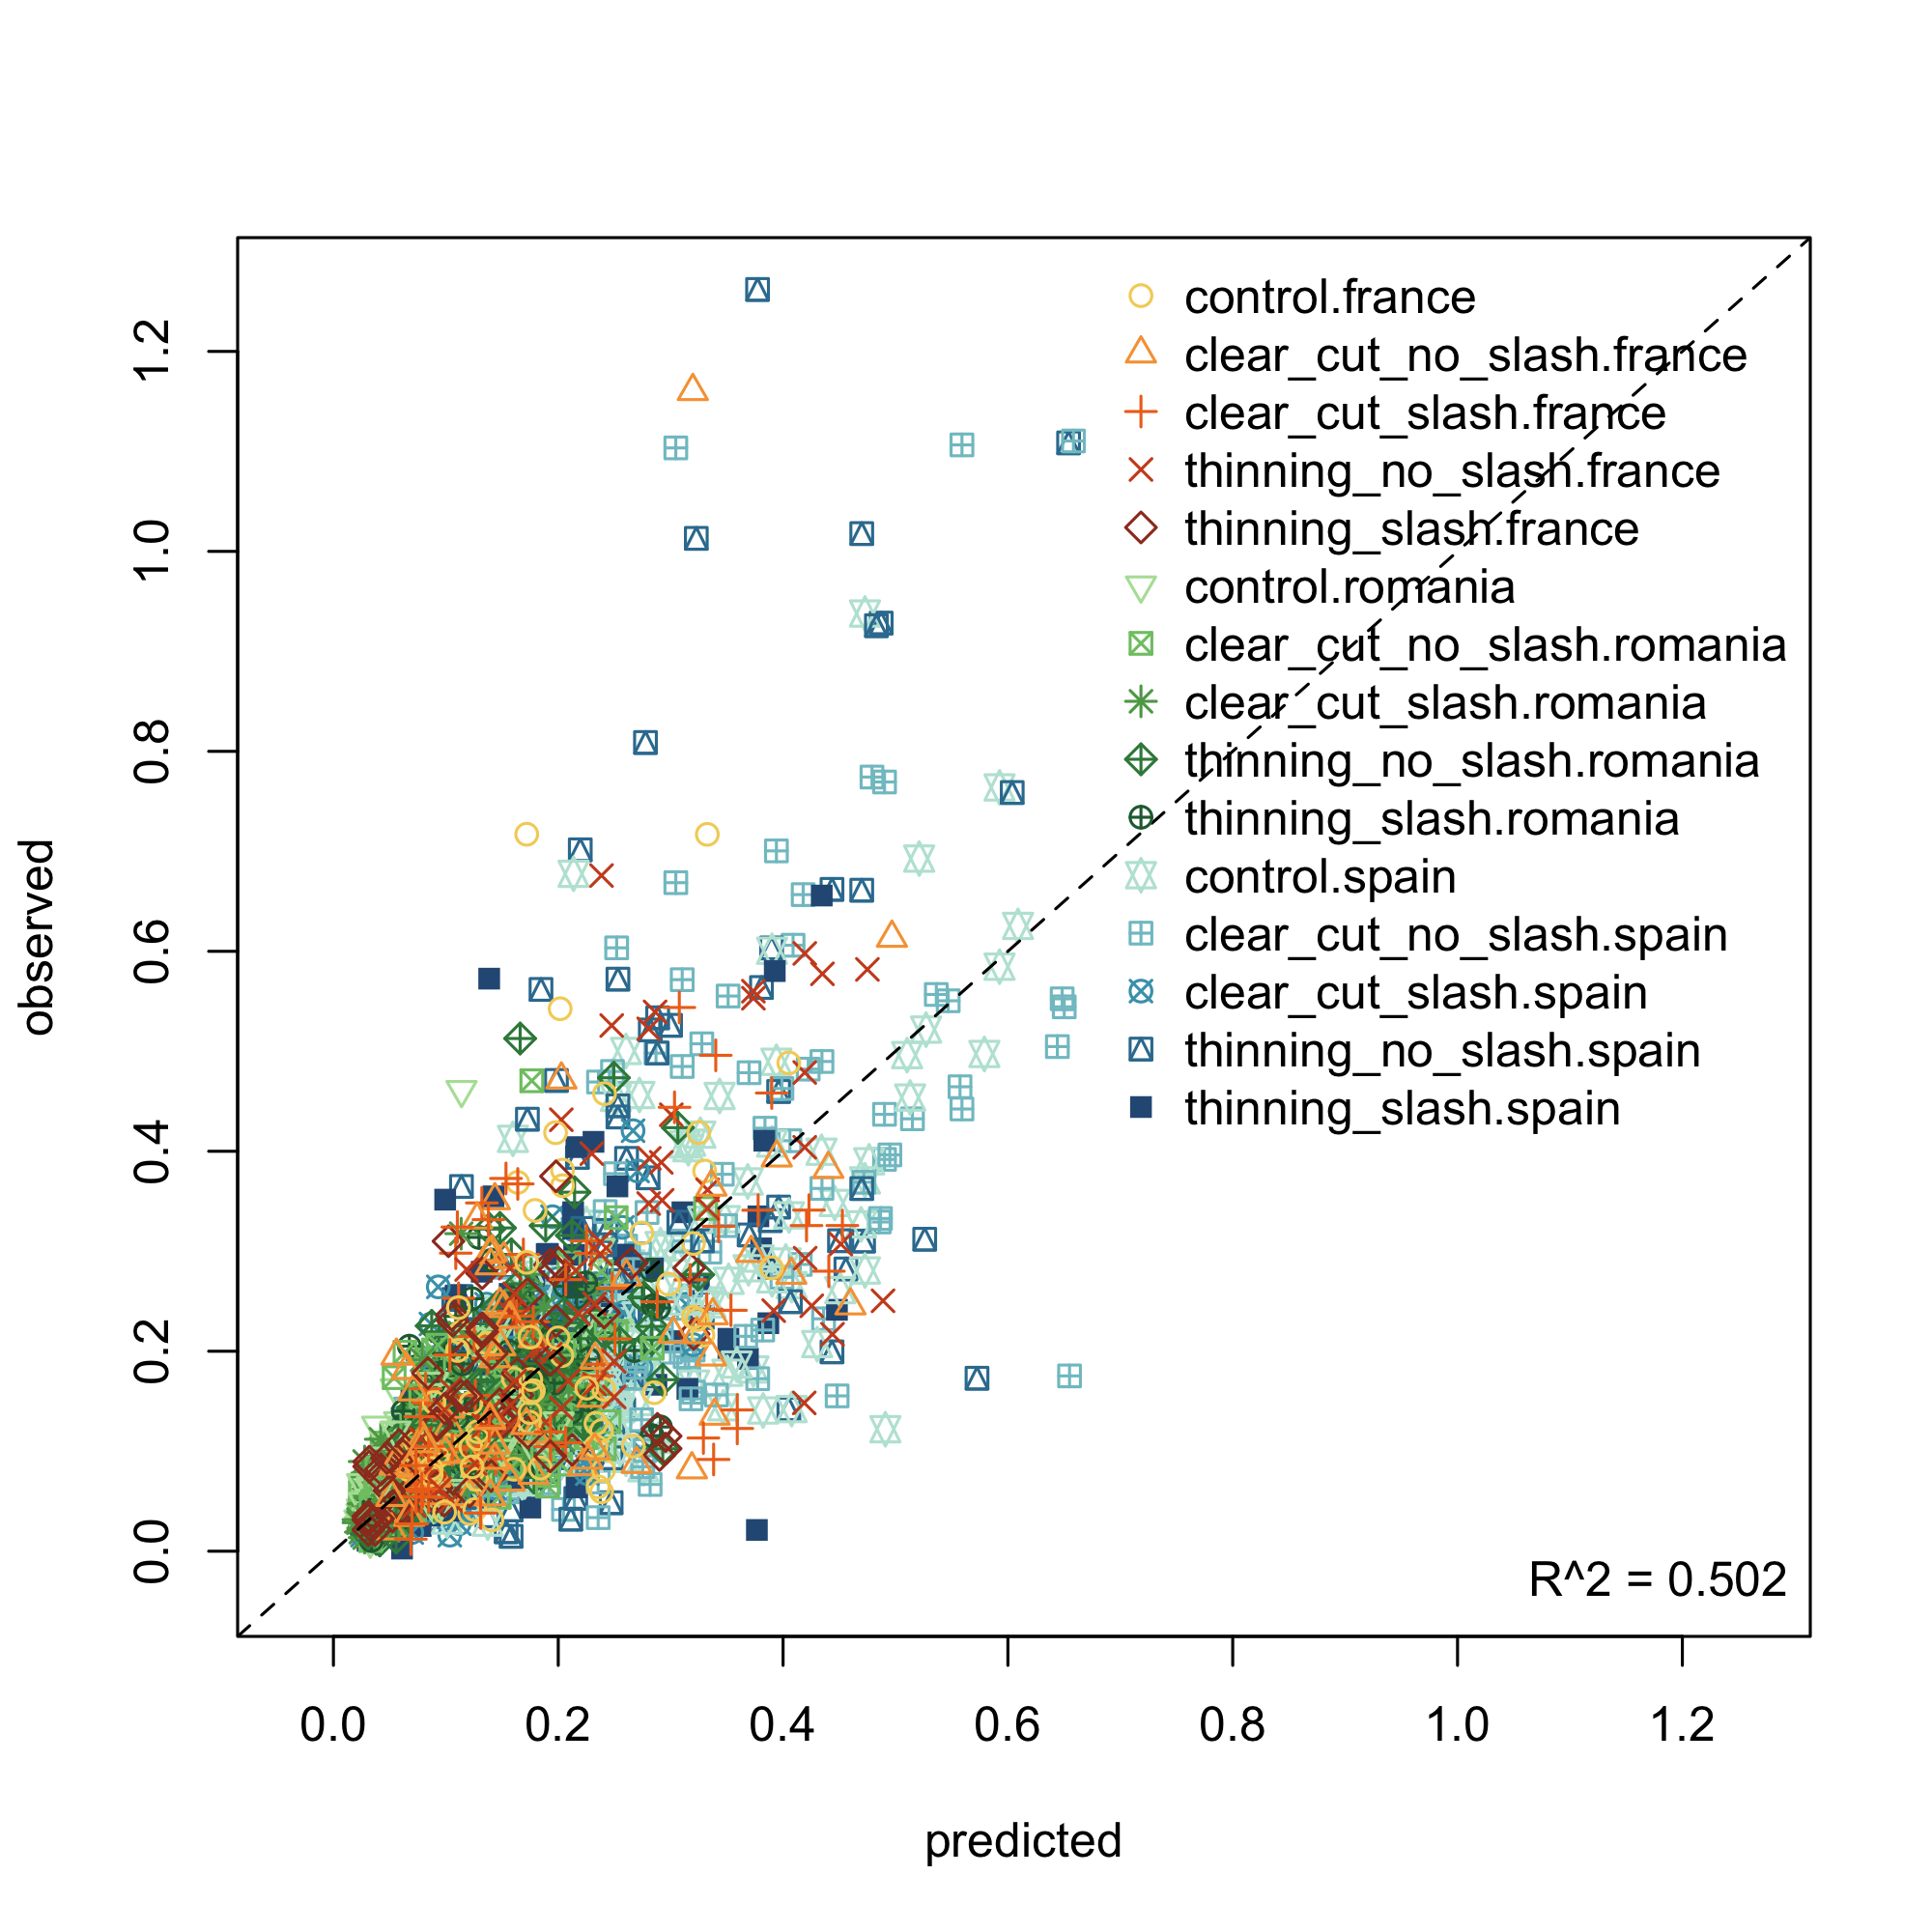 observed
1.2
1.0
0.8
0.6
0.4
0.2
0.0
control.france
clear_cut_no_slash.france
clear_cut_slash.france
thinning_no_slash.france
thinning_slash.france
control.romania
clear_cut_no_slash.romania
clear_cut_slash.romania
thinning_no_slash.romania
thinning_slash.romania
control.spain
clear_cut_no_slash.spain
clear_cut_slash.spain
thinning_no_slash.spain
thinning_slash.spain
R^2 = 0.502
0.0 0.2 0.4 0.6 0.8 1.0 1.2
predicted